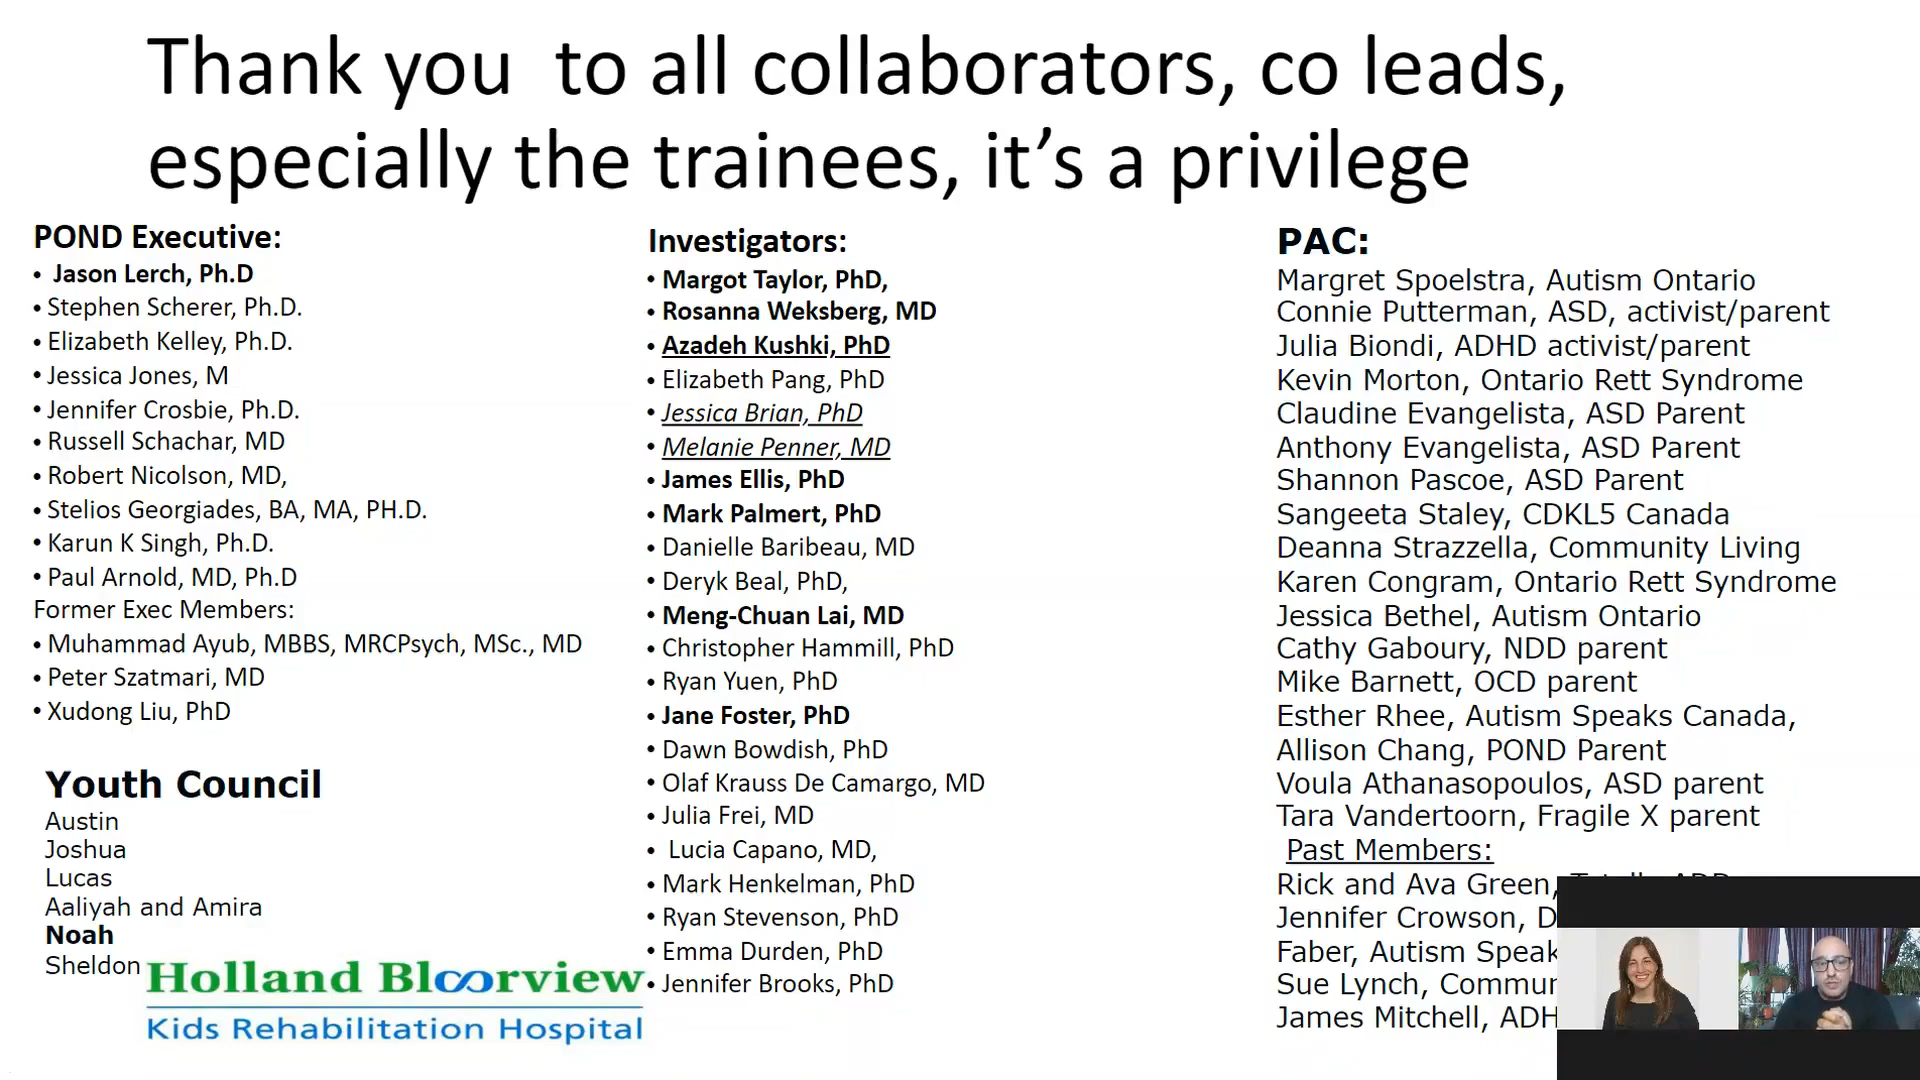 Thank you to all collaborators, co leads,
especially the trainees, it's a privilege
POND Executive:
• Jason Lerch, Ph.D
• Stephen Scherer, Ph.D.
• Elizabeth Kelley, Ph.D.
• Jessica Jones, M
• Jennifer Crosbie, Ph.D.
• Russell Schachar, MD
• Robert Nicolson, MD,
• Stelios Georgiades, BA, MA, PH.D.
• Karun K Singh, Ph.D.
• Paul Arnold, MD, Ph.D
Former Exec Members:
• Muhammad Ayub, MBBS, MRCPsych, MSc., MD
• Peter Szatmari, MD
• Xudong Liu, PhD
Youth Council
Austin
Joshua
Lucas
Aaliyah and Amira
Noah
Sheldon
Holland Bloorview
Kids Rehabilitation Hospital
Investigators:
• Margot Taylor, PhD,
• Rosanna Weksberg, MD
• Azadeh Kushki, PhD
• Elizabeth Pang, PhD
• Jessica Brian, PhD
• Melanie Penner, MD
• James Ellis, PhD
• Mark Palmert, PhD
• Danielle Baribeau, MD
• Deryk Beal, PhD,
• Meng-Chuan Lai, MD
• Christopher Hammill, PhD
• Ryan Yuen, PhD
• Jane Foster, PhD
• Dawn Bowdish, PhD
• Olaf Krauss De Camargo, MD
• Julia Frei, MD
• Lucia Capano, MD,
• Mark Henkelman, PhD
• Ryan Stevenson, PhD
• Emma Durden, PhD
• Jennifer Brooks, PhD
PAC:
Margret Spoelstra, Autism Ontario
Connie Putterman, ASD, activist/parent
Julia Biondi, ADHD activist/parent
Kevin Morton, Ontario Rett Syndrome
Claudine Evangelista, ASD Parent
Anthony Evangelista, ASD Parent
Shannon Pascoe, ASD Parent
Sangeeta Staley, CDKL5 Canada
Deanna Strazzella, Community Living
Karen Congram, Ontario Rett Syndrome
Jessica Bethel, Autism Ontario
Cathy Gaboury, NDD parent
Mike Barnett, OCD parent
Esther Rhee, Autism Speaks Canada,
Allison Chang, POND Parent
Voula Athanasopoulos, ASD parent
Tara Vandertoorn, Fragile X parent
Past Members:
Rick and Ava Green,
Jennifer Crowson,
Faber, Autism
Sue Lynch,
James Mitchell,